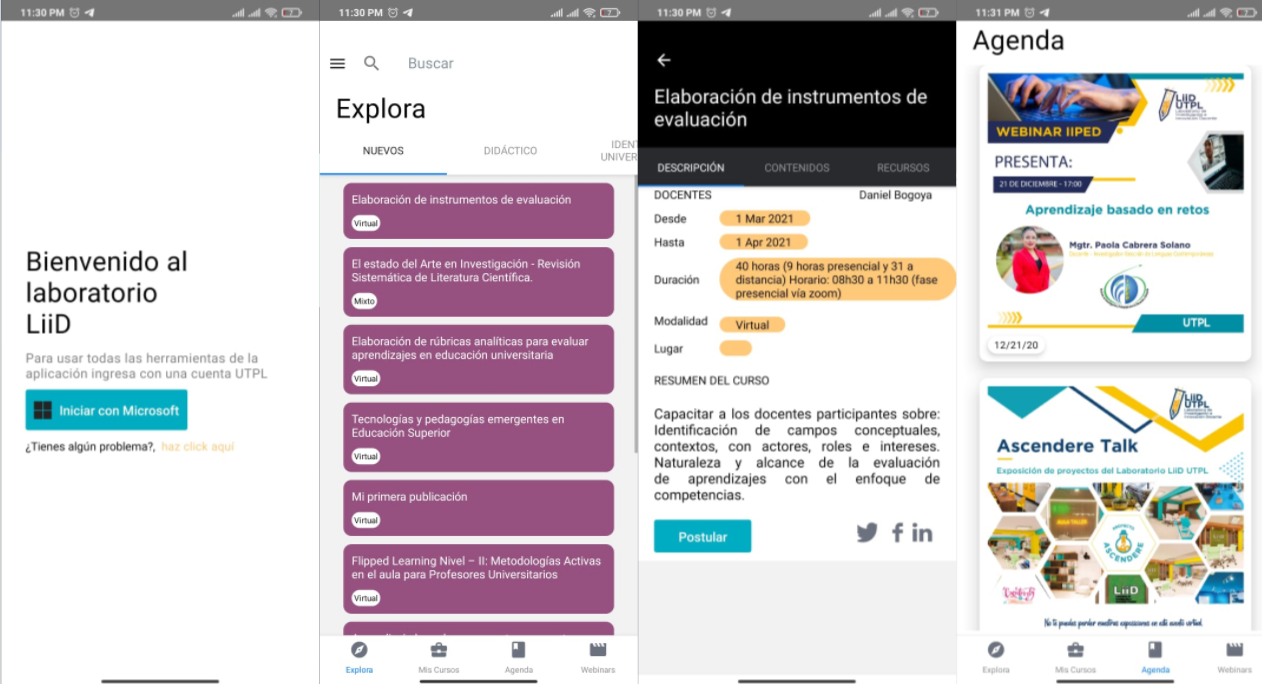 11:30 PM
Bienvenido al
laboratorio
LiiD
Para usar todas las herramientas de la
aplicación ingresa con una cuenta UTPL
Iniciar con Microsoft
¿Tienes algún problema?, haz click aquí
11:30 PM
Buscar
Explora
NUEVOS
DIDÁCTICO
IDEN
UNIVER
Elaboración de instrumentos de evaluación
Virtual
El estado del Arte en Investigación - Revisión
Sistemática de Literatura Científica.
Mixto
Elaboración de rúbricas analíticas para evaluar
aprendizajes en educación universitaria
Virtual
Tecnologías y pedagogías emergentes en
Educación Superior
Virtual
Mi primera publicación
Virtual
Flipped Learning Nivel – II: Metodologías Activas
en el aula para Profesores Universitarios
Virtual
Explora
Mis Cursos
Agenda
Webinars
11:30 PM
Elaboración de instrumentos de
evaluación
DESCRIPCIÓN
CONTENIDOS
RECURSOS
DOCENTES Daniel Bogoya
Desde 1 Mar 2021
Hasta 1 Apr 2021
Duración
40 horas (9 horas presencial y 31 a
distancia) Horario: 08h30 a 11h30 (fase
presencial vía zoom)
Modalidad Virtual
Lugar
RESUMEN DEL CURSO
Capacitar a los docentes participantes sobre:
Identificación de campos conceptuales,
contextos, con actores, roles e intereses.
Naturaleza y alcance de la evaluación
de aprendizajes con el enfoque de
competencias.
Postular
11:31 PM
Agenda
LiiD
UTPL
WEBINAR IIPED
PRESENTA:
21 DE DICIEMBRE - 17:00
Aprendizaje basado en retos
Mgtr. Paola Cabrera Solano
UTPL
12/21/20
LiiD
UTPL
Ascendere Talk
Exposición de proyectos del Laboratorio LiiD UTPL
AULA TALLER
PROYECTO
ASCENDERE
LiiD
No te puedes perder nuestras exposiciones en este evento virtual
Explora
Mis Cursos
Agenda
Webinars